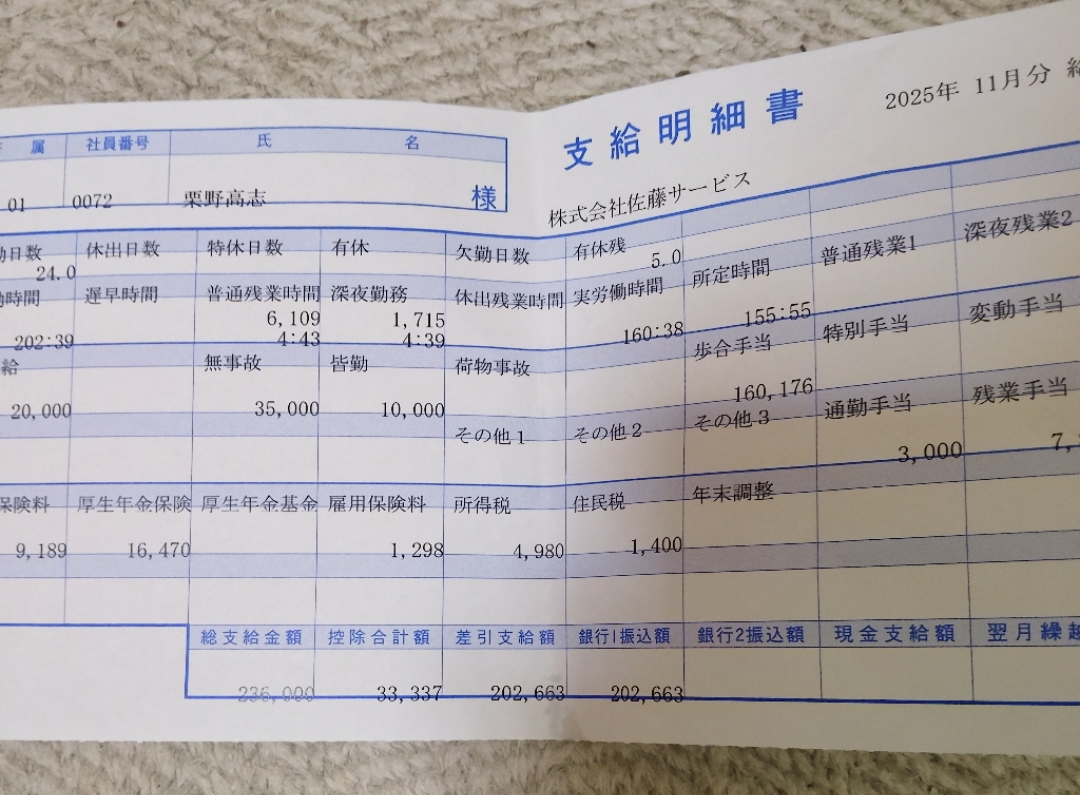 支給明細書
2025年 11月分
属 社員番号 氏 名
01 0072 栗野高志 様
株式会社佐藤サービス
日数 休出日数 特休日数 有休 欠勤日数 有休残
24.0 5.0
時間 遅早時間 普通残業時間 深夜勤務 休出残業時間 実労働時間 所定時間 普通残業1 深夜残業2
6,109 1,715
202:39 4:43 4:39 160:38 155:55
給 無事故 皆勤 荷物事故 歩合手当 特別手当 変動手当
20,000 35,000 10,000 160,176
その他1 その他2 その他3 通勤手当 残業手当
3,000 7,
保険料 厚生年金保険 厚生年金基金 雇用保険料 所得税 住民税 年末調整
9,189 16,470 1,298 4,980 1,400
総支給金額 控除合計額 差引支給額 銀行1振込額 銀行2振込額 現金支給額 翌月繰越
236,000 33,337 202,663 202,663